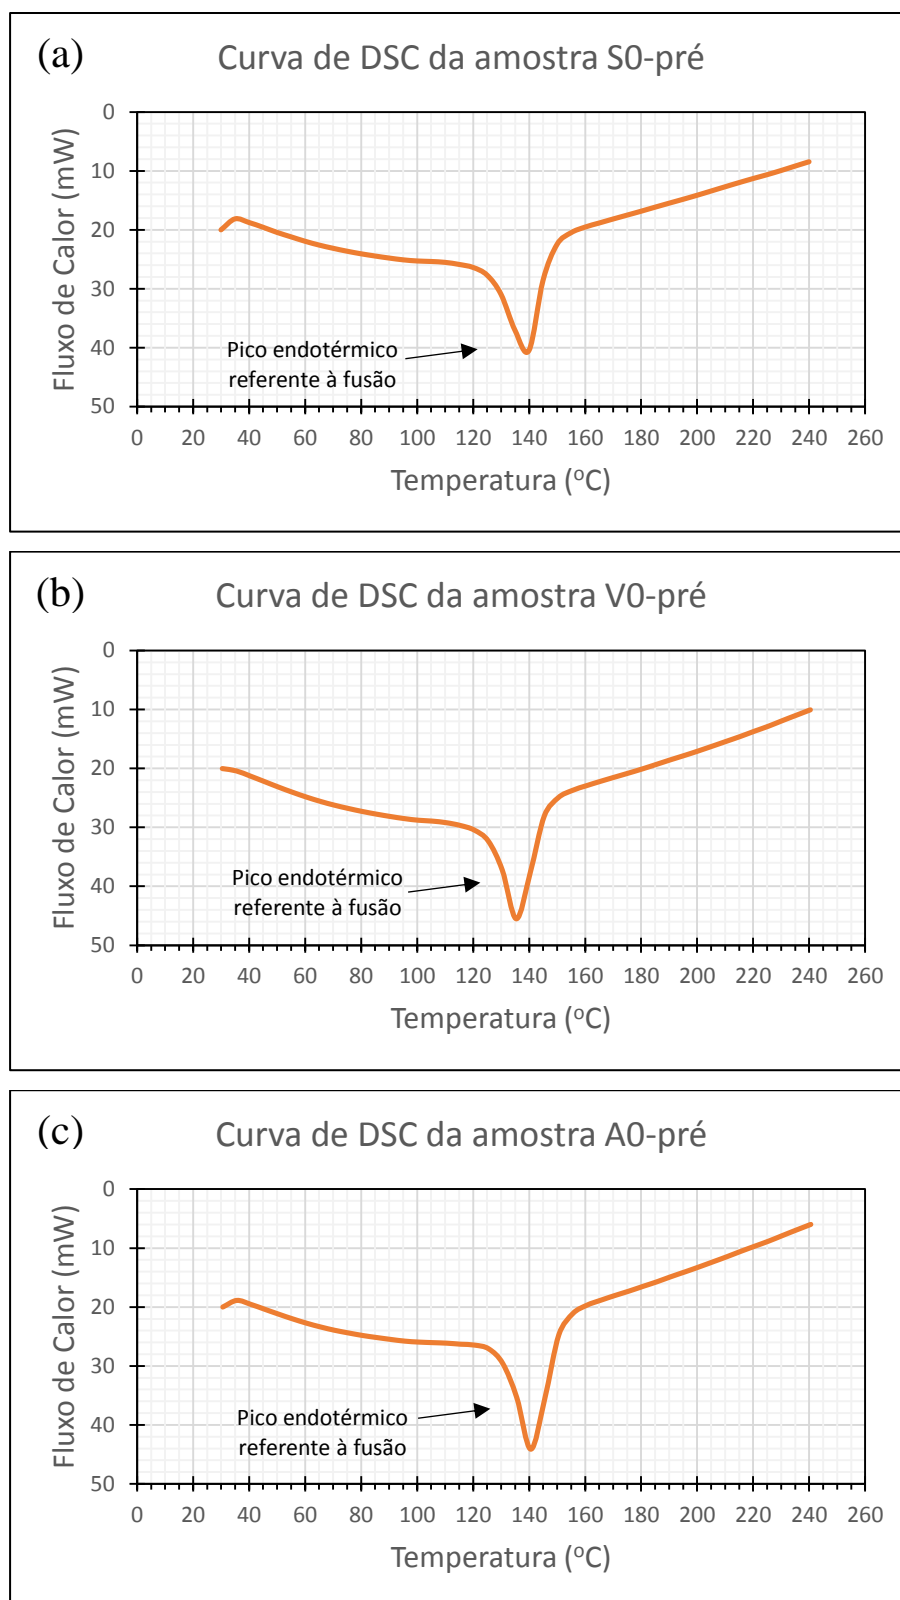 (a)
Curva de DSC da amostra S0-pré
Fluxo de Calor (mW)
0
10
20
30
40
50
Pico endotérmico
referente à fusão
0 20 40 60 80 100 120 140 160 180 200 220 240 260
Temperatura (ºC)
(b)
Curva de DSC da amostra V0-pré
Fluxo de Calor (mW)
0
10
20
30
40
50
Pico endotérmico
referente à fusão
0 20 40 60 80 100 120 140 160 180 200 220 240 260
Temperatura (ºC)
(c)
Curva de DSC da amostra A0-pré
Fluxo de Calor (mW)
0
10
20
30
40
50
Pico endotérmico
referente à fusão
0 20 40 60 80 100 120 140 160 180 200 220 240 260
Temperatura (ºC)